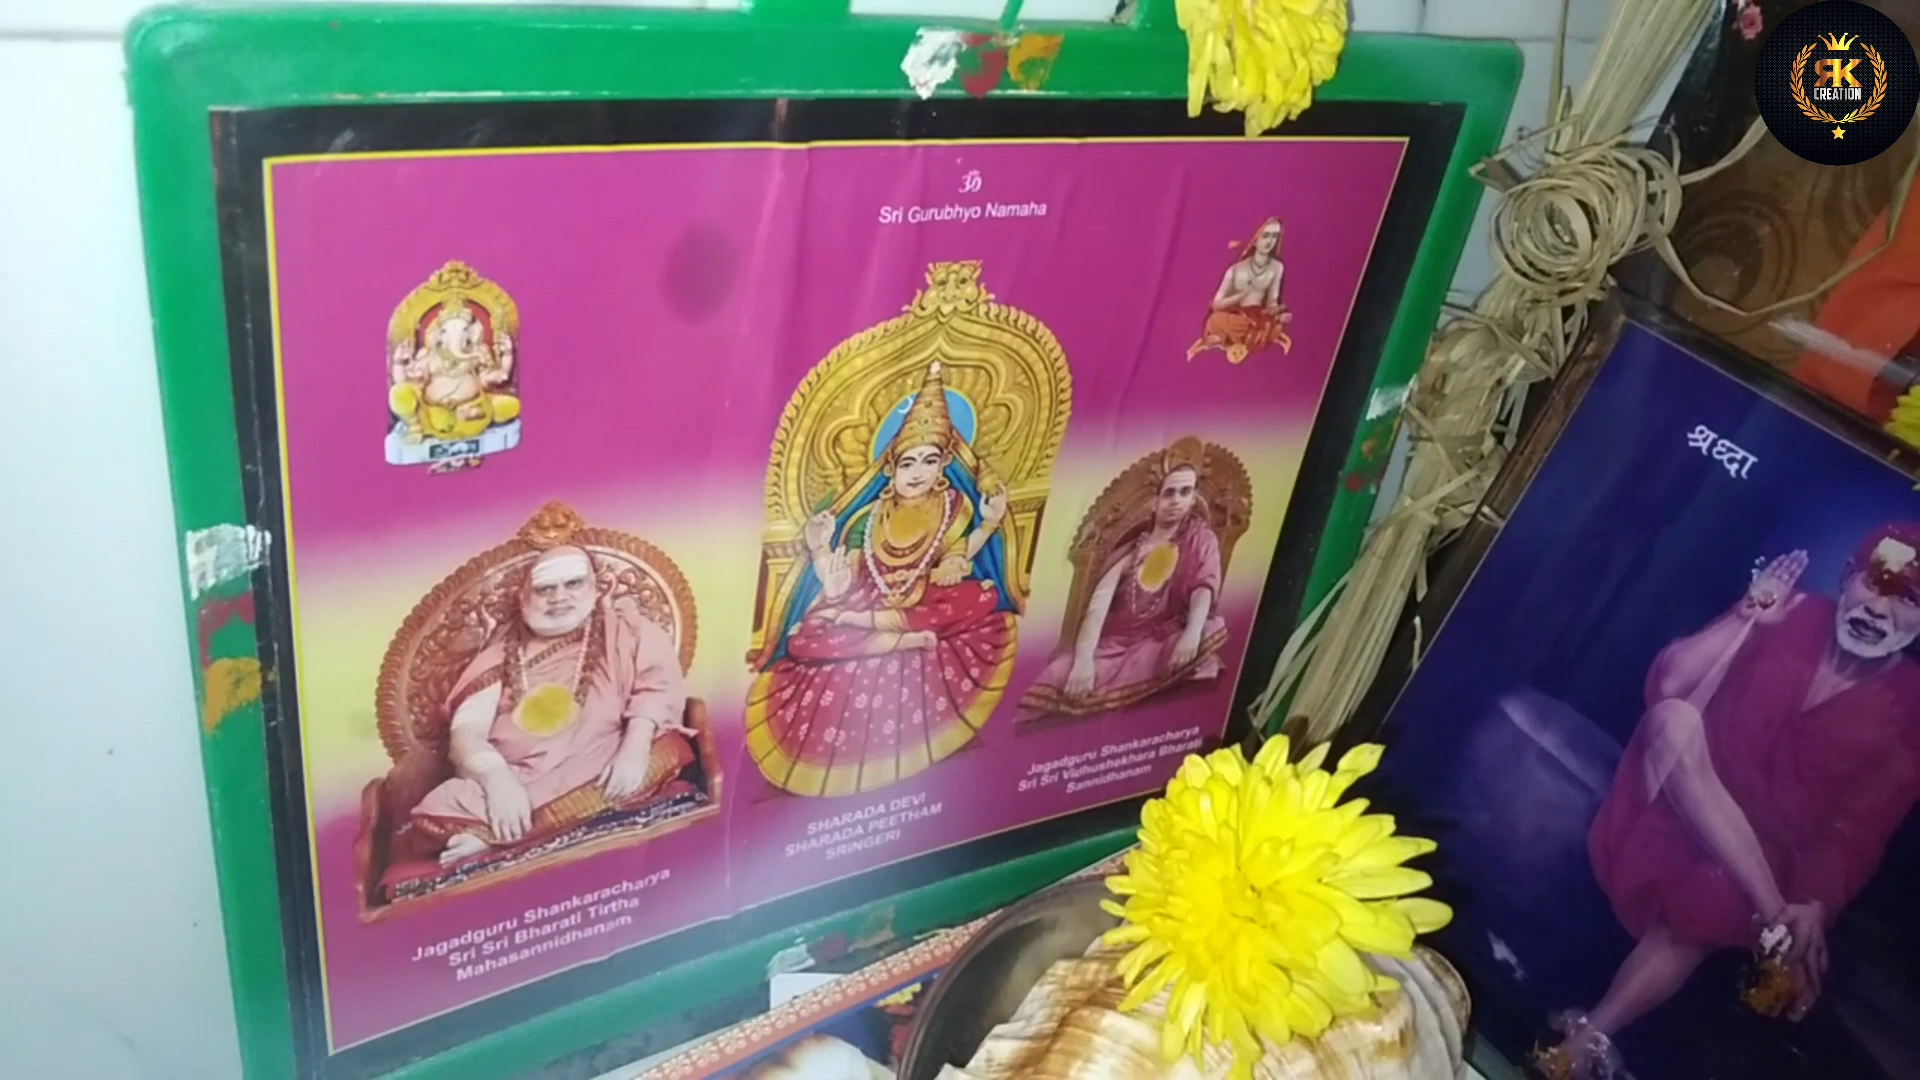 ॐ
Sri Gurubhyo Namaha
SHARADA DEVI
SHARADA PEETHAM
SRINGERI
Jagadguru Shankaracharya
Sri Sri Vidhushekhara Bharati
Sannidhanam
Jagadguru Shankaracharya
Sri Sri Bharati Tirtha
Mahasannidhanam
श्रध्दा
RK
CREATION